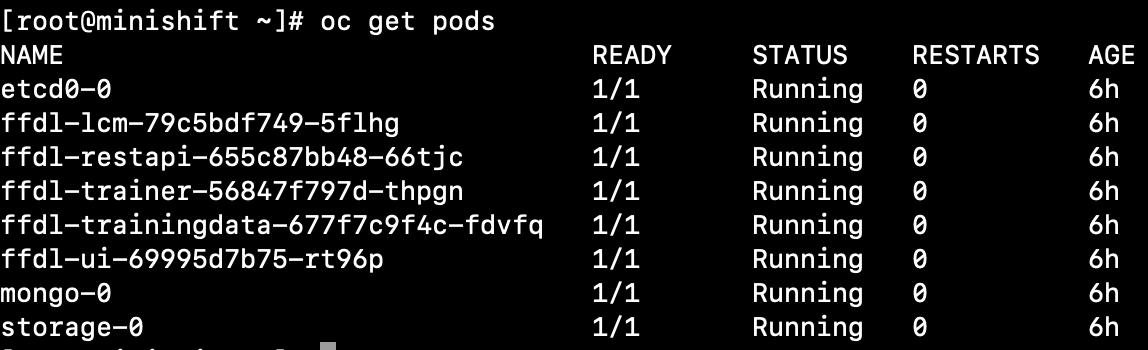 [root@minishift ~]# oc get pods
NAME READY STATUS RESTARTS AGE
etcd0-0 1/1 Running 0 6h
ffdl-lcm-79c5bdf749-5flhg 1/1 Running 0 6h
ffdl-restapi-655c87bb48-66tjc 1/1 Running 0 6h
ffdl-trainer-56847f797d-thpgn 1/1 Running 0 6h
ffdl-trainingdata-677f7c9f4c-fdvfq 1/1 Running 0 6h
ffdl-ui-69995d7b75-rt96p 1/1 Running 0 6h
mongo-0 1/1 Running 0 6h
storage-0 1/1 Running 0 6h